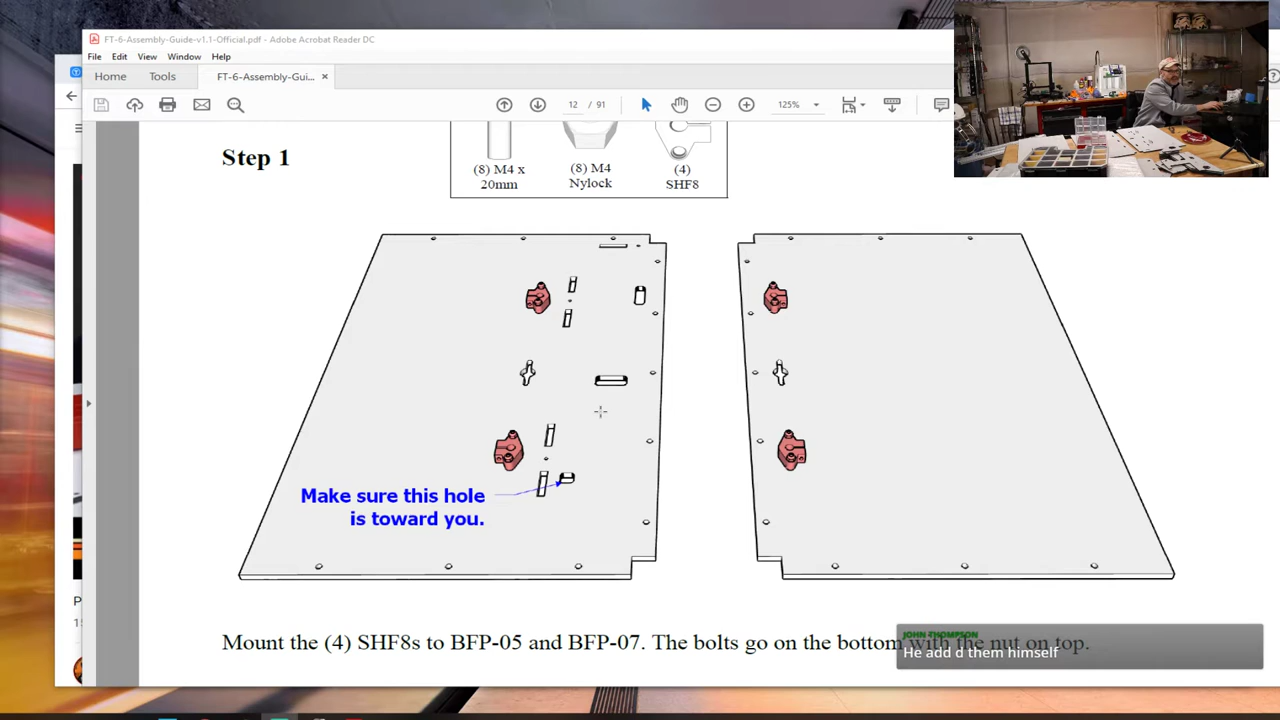 FT-6-Assembly-Guide-v1.1-Official.pdf - Adobe Acrobat Reader DC
File Edit View Window Help
Home Tools FT-6-Assembly-Gui... ×
12 / 91 125%
Step 1
(8) M4 x
20mm
(8) M4
Nylock
(4)
SHF8
Make sure this hole
is toward you.
Mount the (4) SHF8s to BFP-05 and BFP-07. The bolts go on the bottom with the nut on top.
JOHN THOMPSON
He add d them himself